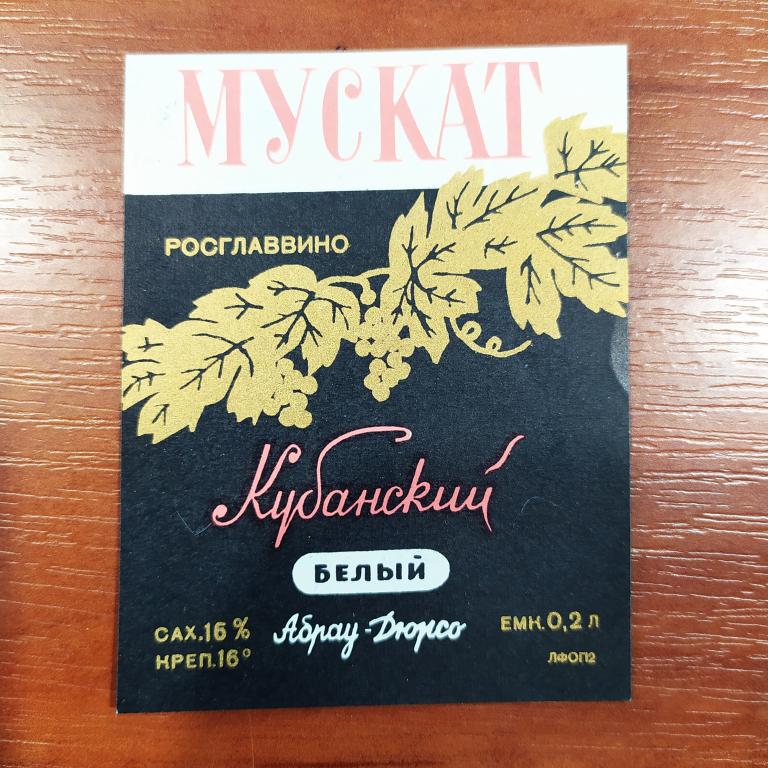 МУСКАТ
РОСГЛАВВИНО
Кубанский
БЕЛЫЙ
САХ.16% Абрау-Дюрсо ЕМК.0,2 Л
КРЕП.16° ЛФОП2